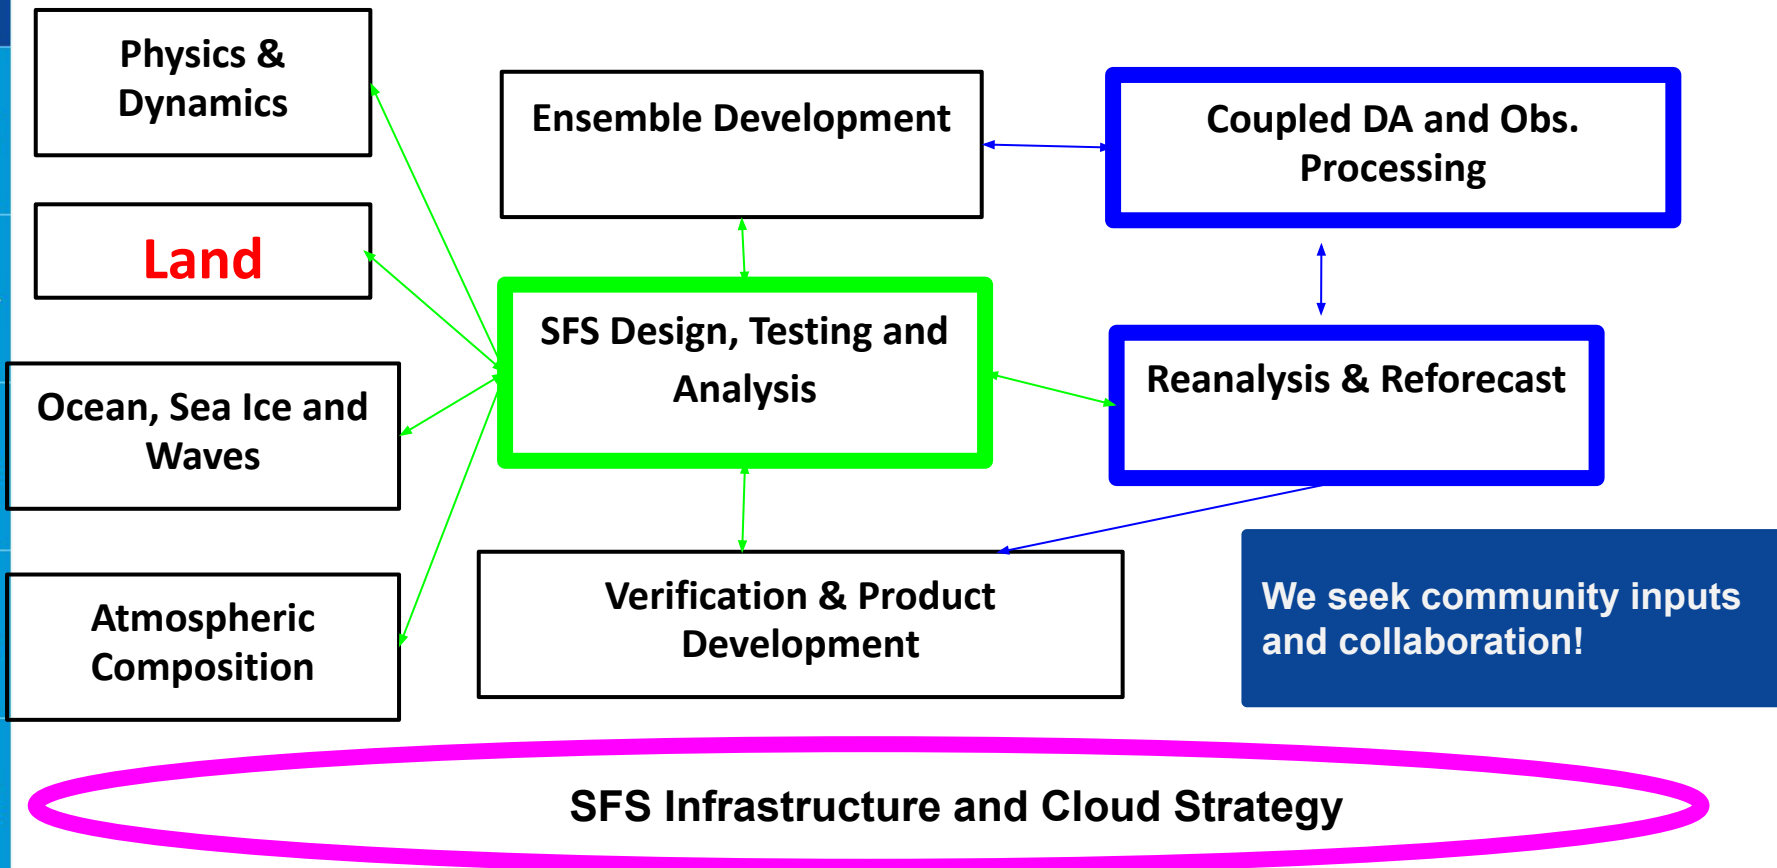 Physics &
Dynamics
Land
Ocean, Sea Ice and
Waves
Atmospheric
Composition
Ensemble Development
SFS Design, Testing and
Analysis
Verification & Product
Development
Coupled DA and Obs.
Processing
Reanalysis & Reforecast
We seek community inputs
and collaboration!
SFS Infrastructure and Cloud Strategy